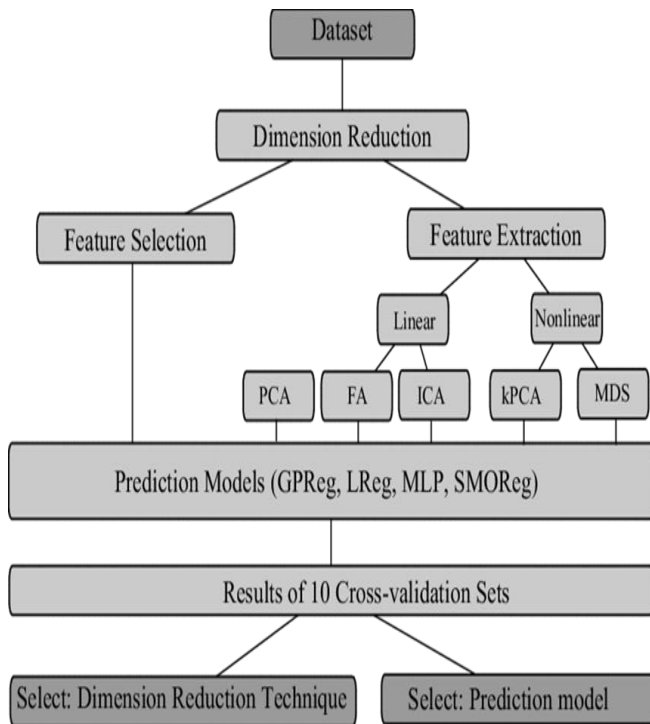 Dataset
Dimension Reduction
Feature Selection
Feature Extraction
Linear
Nonlinear
PCA
FA
ICA
kPCA
MDS
Prediction Models (GPReg, LReg, MLP, SMOReg)
Results of 10 Cross-validation Sets
Select: Dimension Reduction Technique
Select: Prediction model